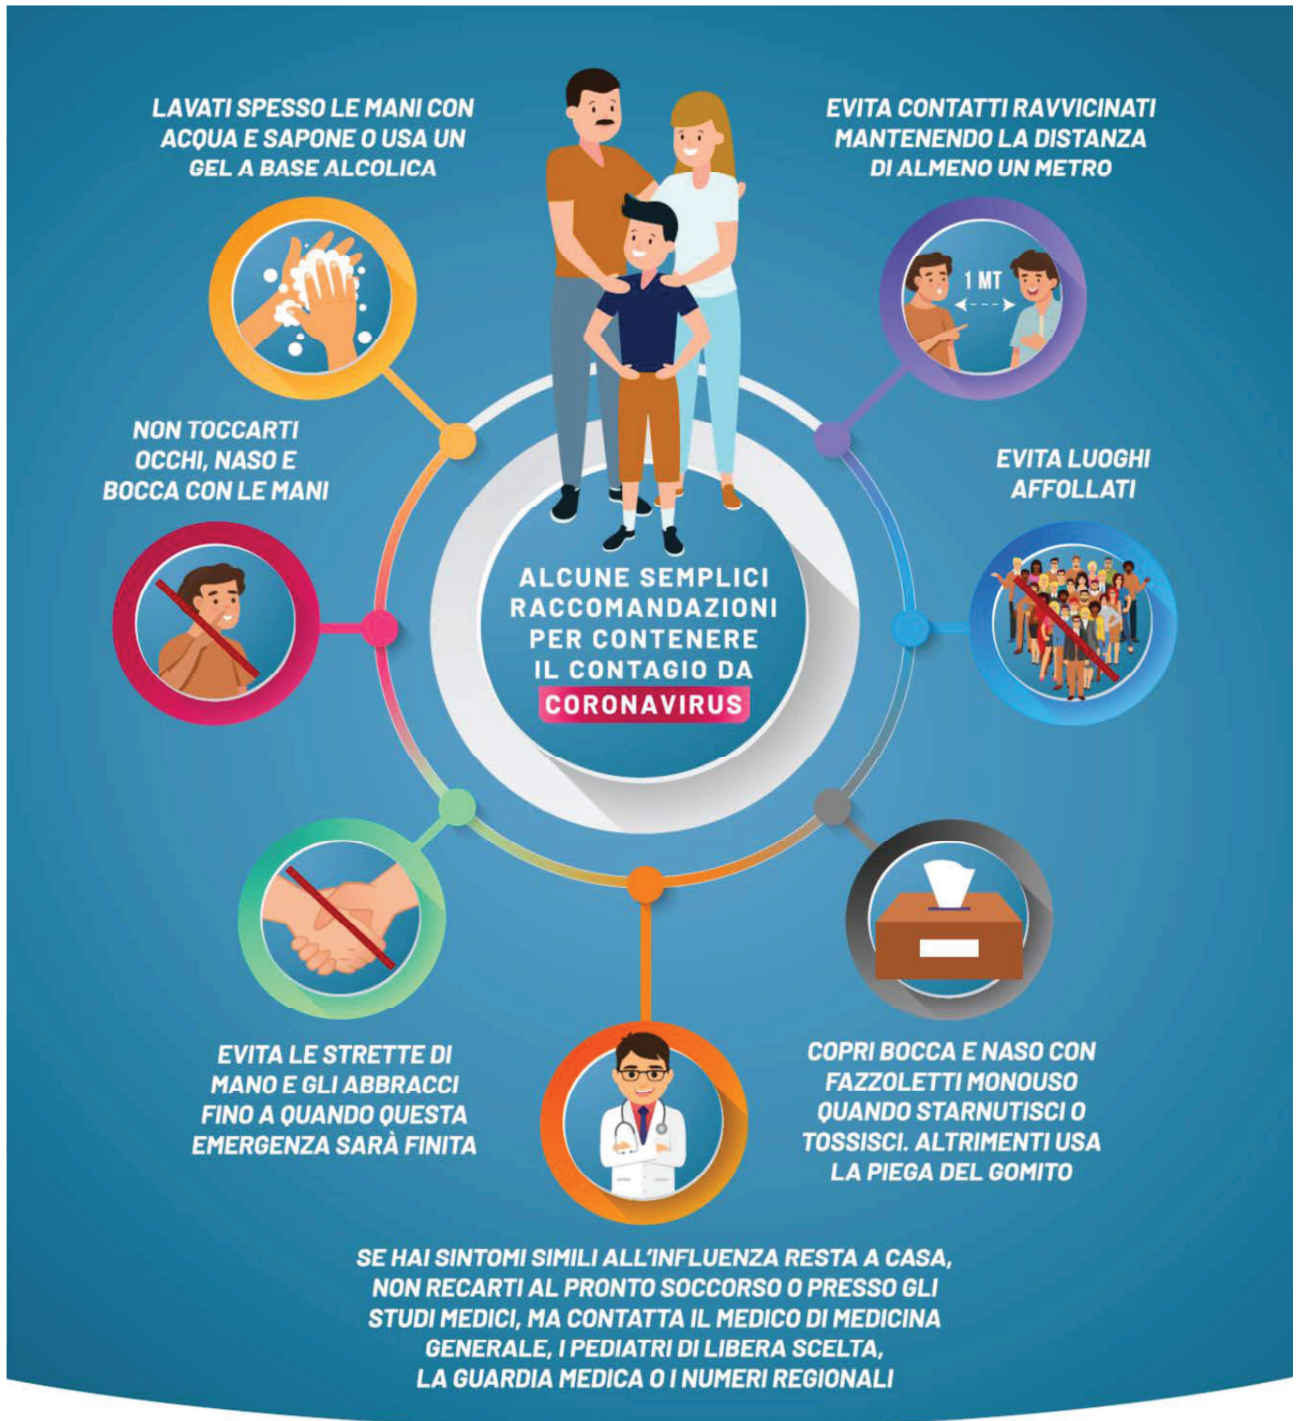 LAVATI SPESSO LE MANI CON
ACQUA E SAPONE O USA UN
GEL A BASE ALCOLICA
EVITA CONTATTI RAVVICINATI
MANTENENDO LA DISTANZA
DI ALMENO UN METRO
1 MT
NON TOCCARTI
OCCHI, NASO E
BOCCA CON LE MANI
EVITA LUOGHI
AFFOLLATI
ALCUNE SEMPLICI
RACCOMANDAZIONI
PER CONTENERE
IL CONTAGIO DA
CORONAVIRUS
EVITA LE STRETTE DI
MANO E GLI ABBRACCI
FINO A QUANDO QUESTA
EMERGENZA SARÀ FINITA
COPRI BOCCA E NASO CON
FAZZOLETTI MONOUSO
QUANDO STARNUTISCI O
TOSSISCI. ALTRIMENTI USA
LA PIEGA DEL GOMITO
SE HAI SINTOMI SIMILI ALL'INFLUENZA RESTA A CASA,
NON RECARTI AL PRONTO SOCCORSO O PRESSO GLI
STUDI MEDICI, MA CONTATTA IL MEDICO DI MEDICINA
GENERALE, I PEDIATRI DI LIBERA SCELTA,
LA GUARDIA MEDICA O I NUMERI REGIONALI